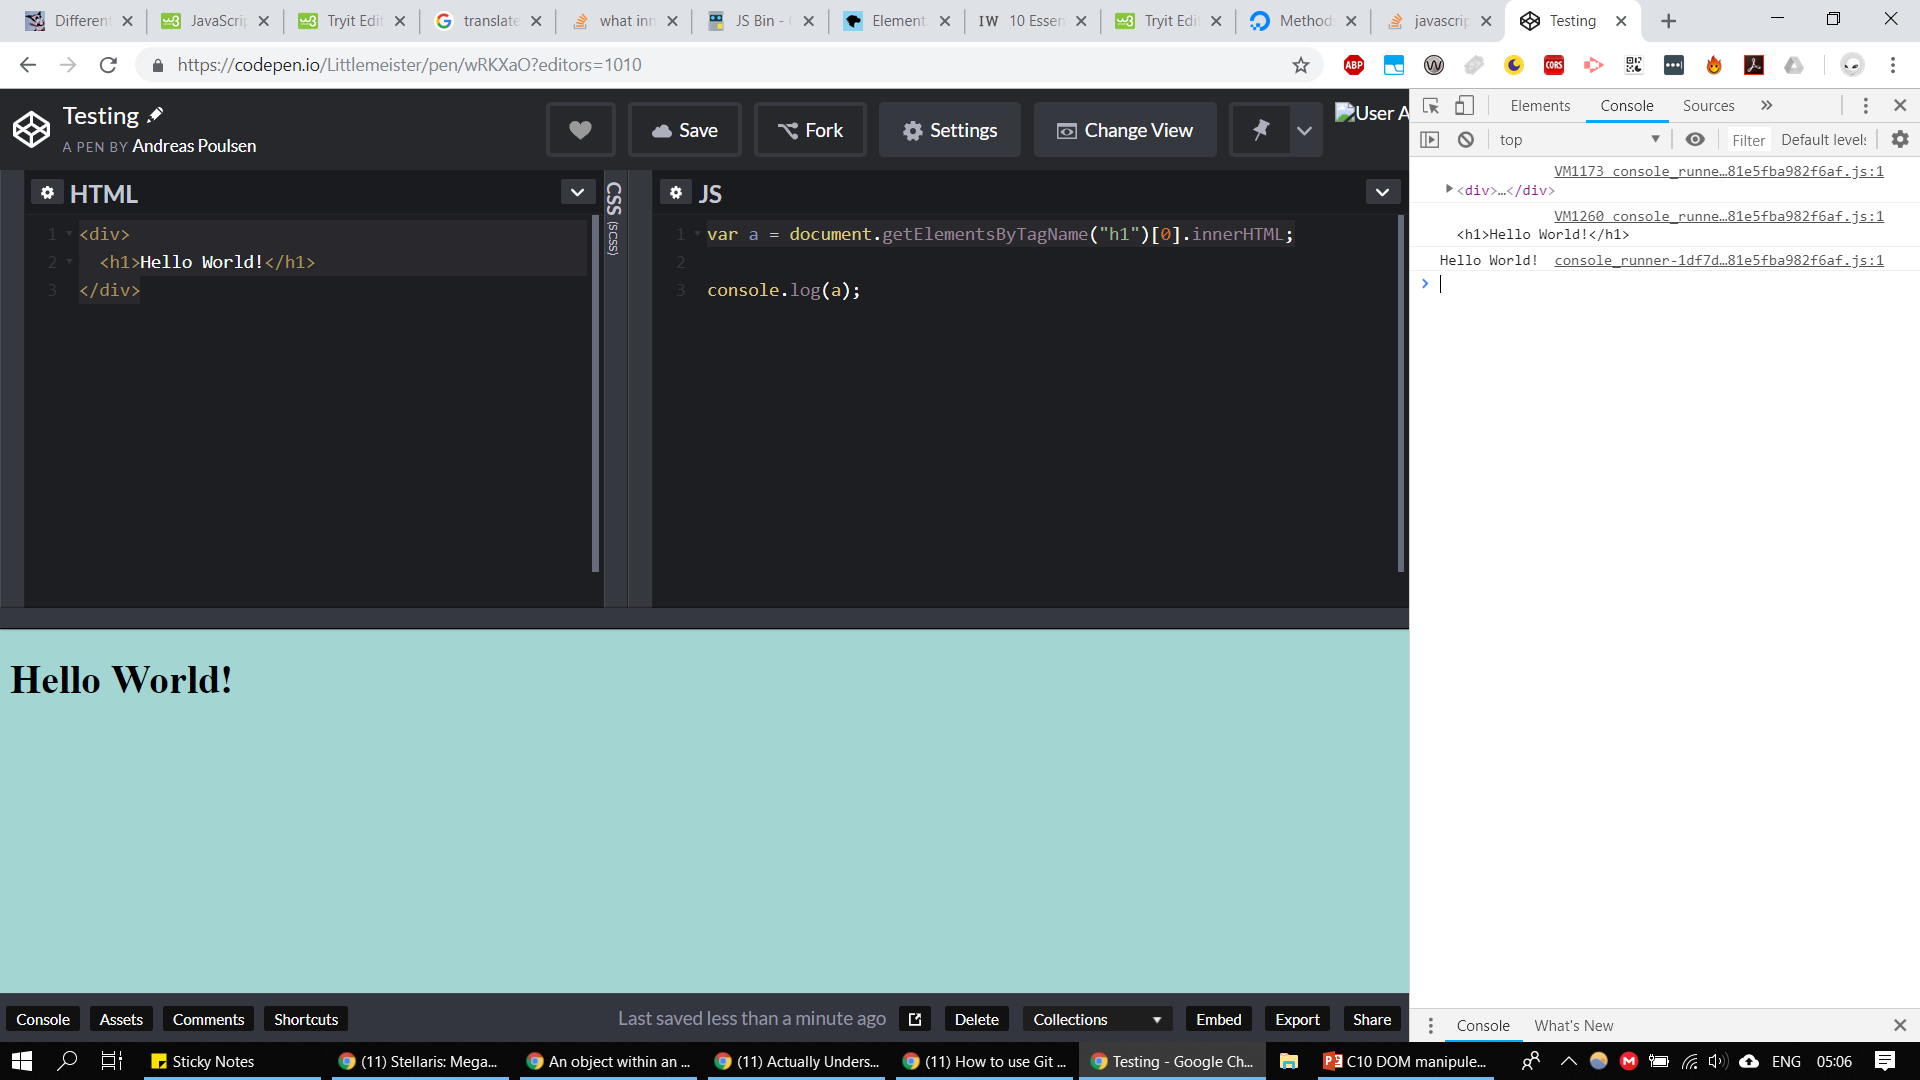 Different
JavaScrip
Tryit Edit
translate
what inn
JS Bin - C
Element.
IW 10 Essen
Tryit Edit
Method
javascrip
Testing
https://codepen.io/Littlemeister/pen/wRKXaO?editors=1010
ABP
CORS
Testing
A PEN BY Andreas Poulsen
Save
Fork
Settings
Change View
User A
Elements
Console
Sources
top
Filter
Default levels
HTML
CSS (SCSS)
JS
1 <div>
2 <h1>Hello World!</h1>
3 </div>
1 var a = document.getElementsByTagName("h1")[0].innerHTML;
2
3 console.log(a);
VM1173 console_runne…81e5fba982f6af.js:1
<div>…</div>
VM1260 console_runne…81e5fba982f6af.js:1
<h1>Hello World!</h1>
Hello World! console_runner-1df7d…81e5fba982f6af.js:1
Hello World!
Console
Assets
Comments
Shortcuts
Last saved less than a minute ago
Delete
Collections
Embed
Export
Share
Console
What's New
Sticky Notes
(11) Stellaris: Mega...
An object within an ...
(11) Actually Unders...
(11) How to use Git ...
Testing - Google Ch...
C10 DOM manipule...
ENG
05:06